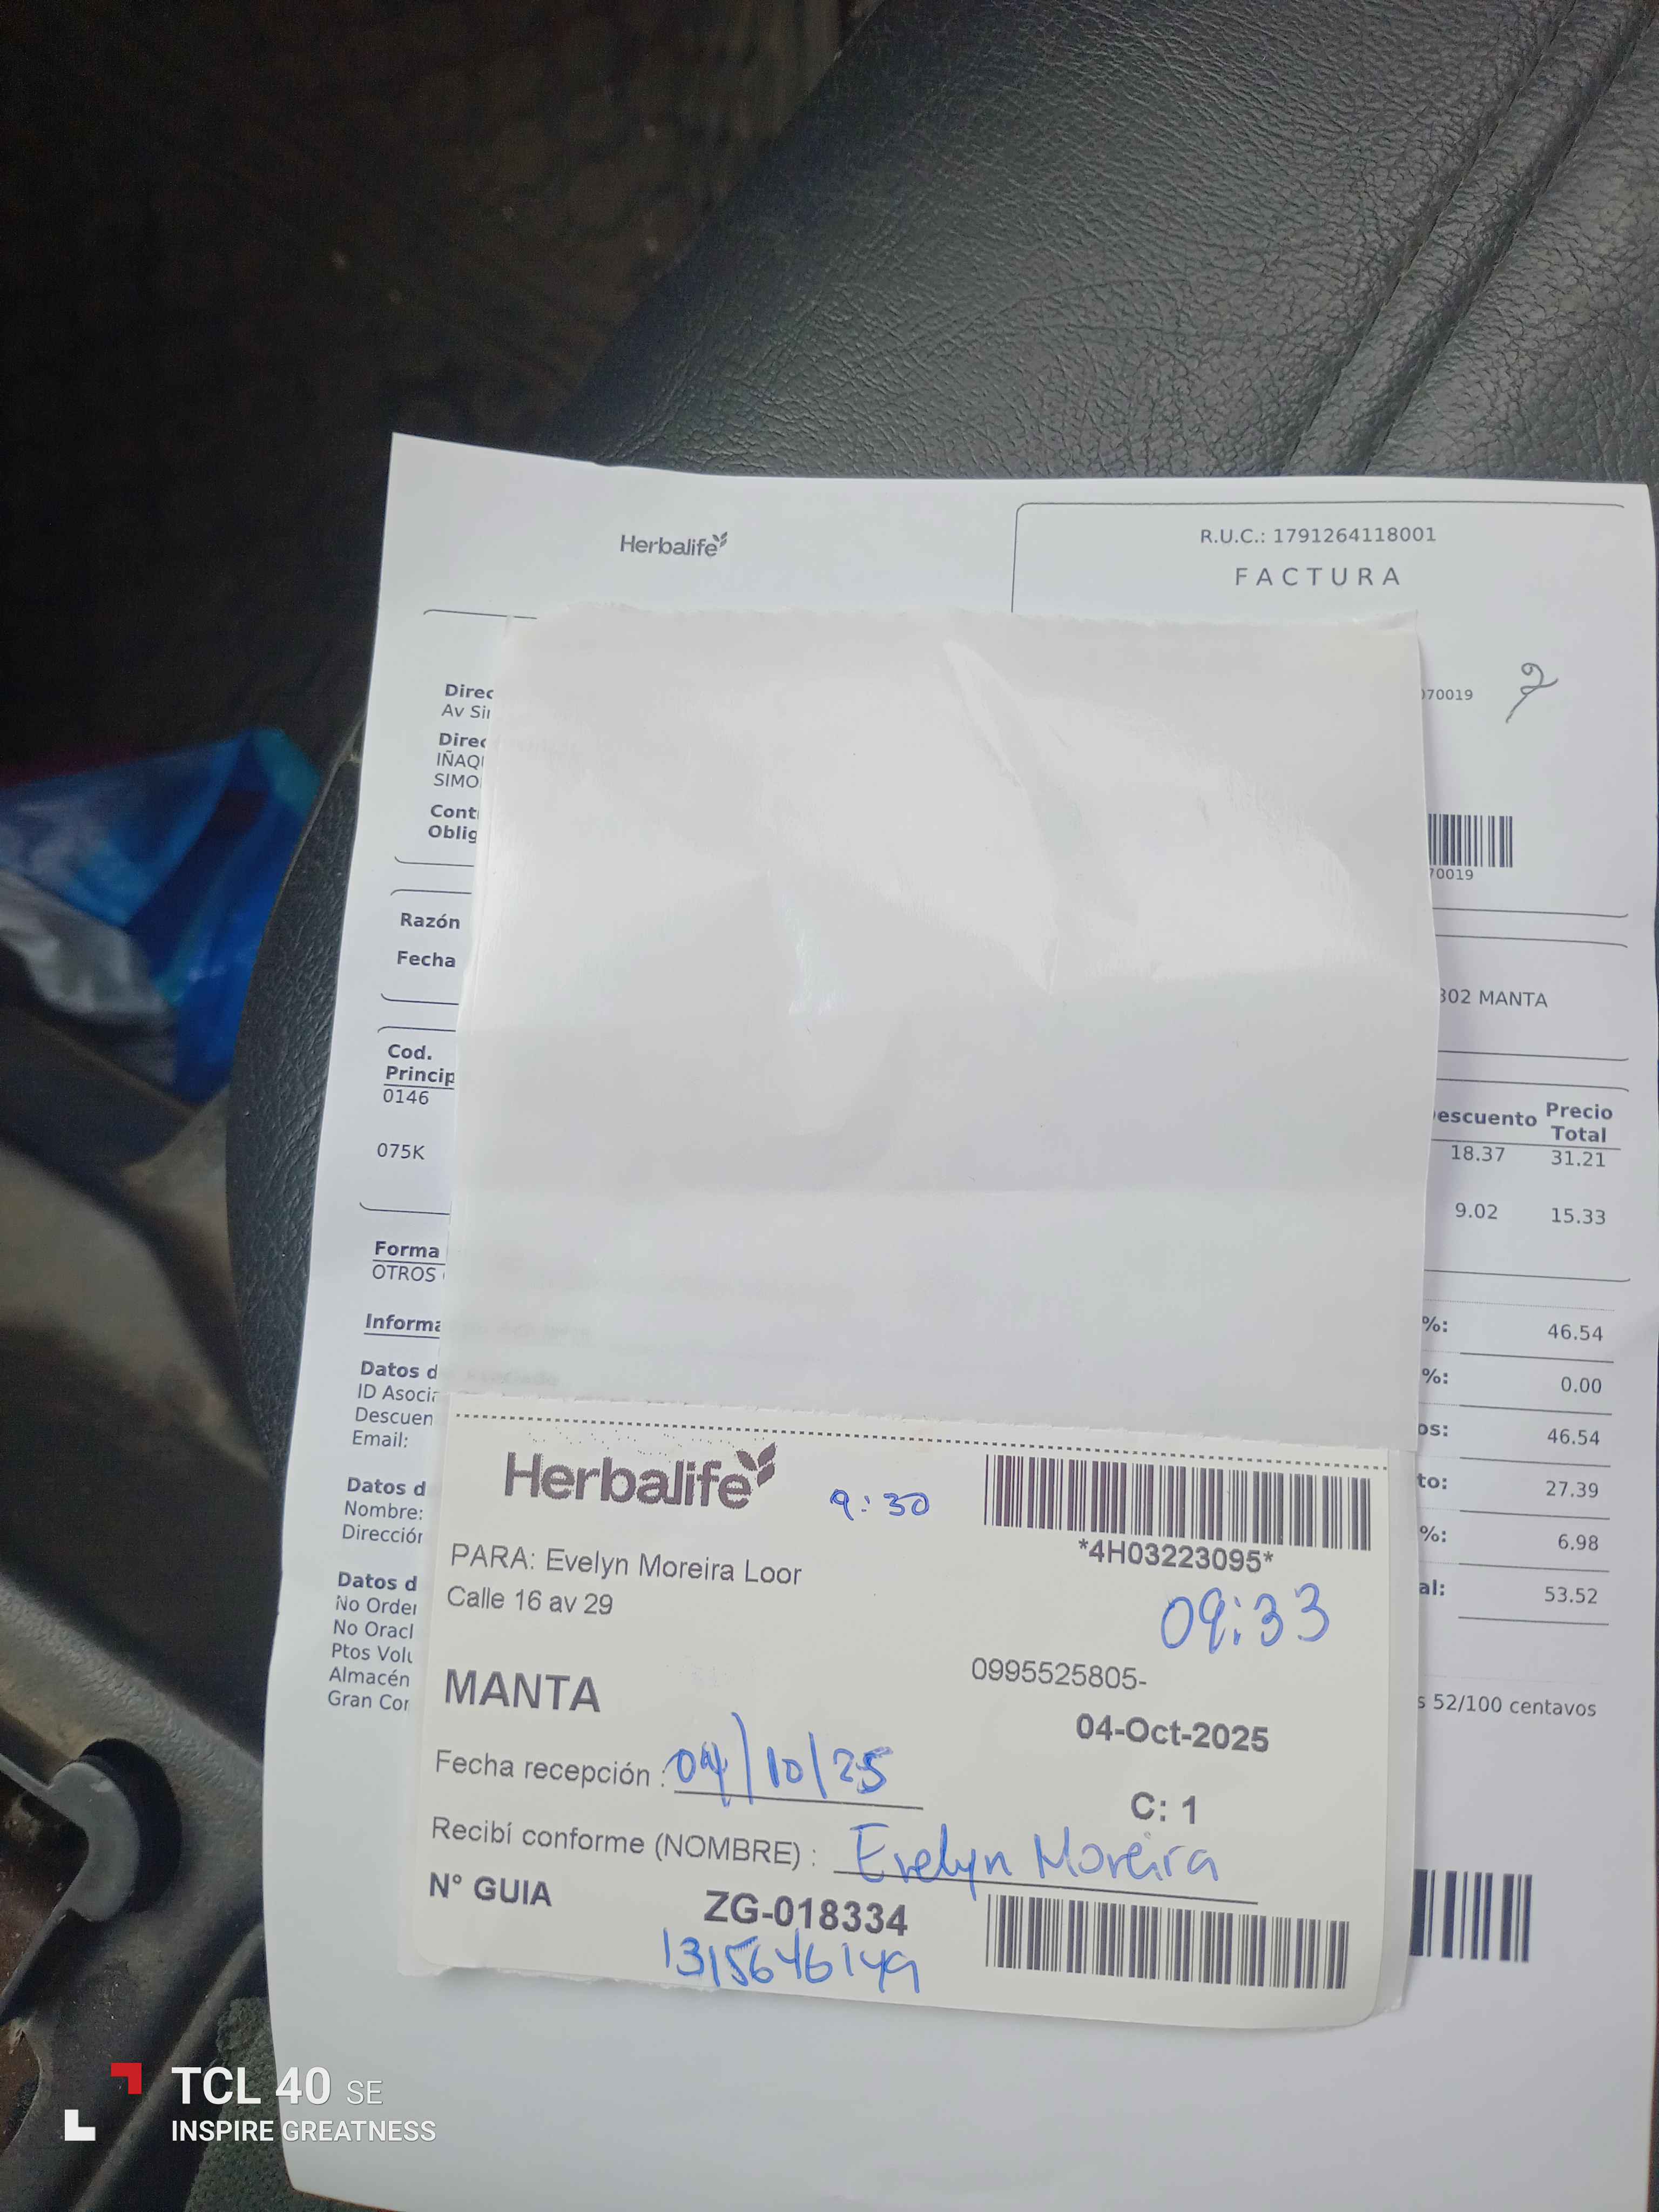 Herbalife
R.U.C.: 1791264118001
FACTURA
070019
2
Direc
Av Sir
Direc
IÑAQ
SIMO
Cont
Oblig
70019
Razón
Fecha
302 MANTA
Cod.
Princip
escuento Precio
Total
0146 18.37 31.21
075K 9.02 15.33
Forma
OTROS
Informa
%: 46.54
%: 0.00
os: 46.54
to: 27.39
%: 6.98
al: 53.52
Datos d
ID Asocia
Descuen
Email:
Datos d
Nombre:
Dirección
Datos d
No Order
No Oracl
Ptos Volu
Almacén
Gran Cor
s 52/100 centavos
Herbalife
9:30
*4H03223095*
PARA: Evelyn Moreira Loor
Calle 16 av 29
09:33
0995525805-
MANTA
04-Oct-2025
Fecha recepción : 04/10/25
C: 1
Recibí conforme (NOMBRE) : Evelyn Moreira
N° GUIA ZG-018334
1315646149
TCL 40 SE
INSPIRE GREATNESS